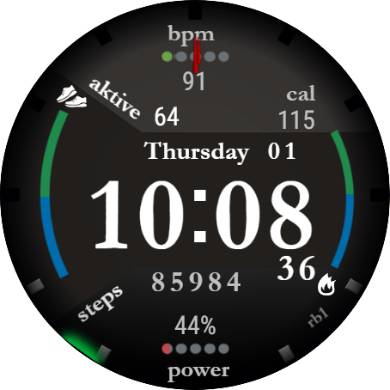 bpm
91
aktive
64
cal
115
Thursday 01
10:08
36
85984
steps
44%
rb1
power